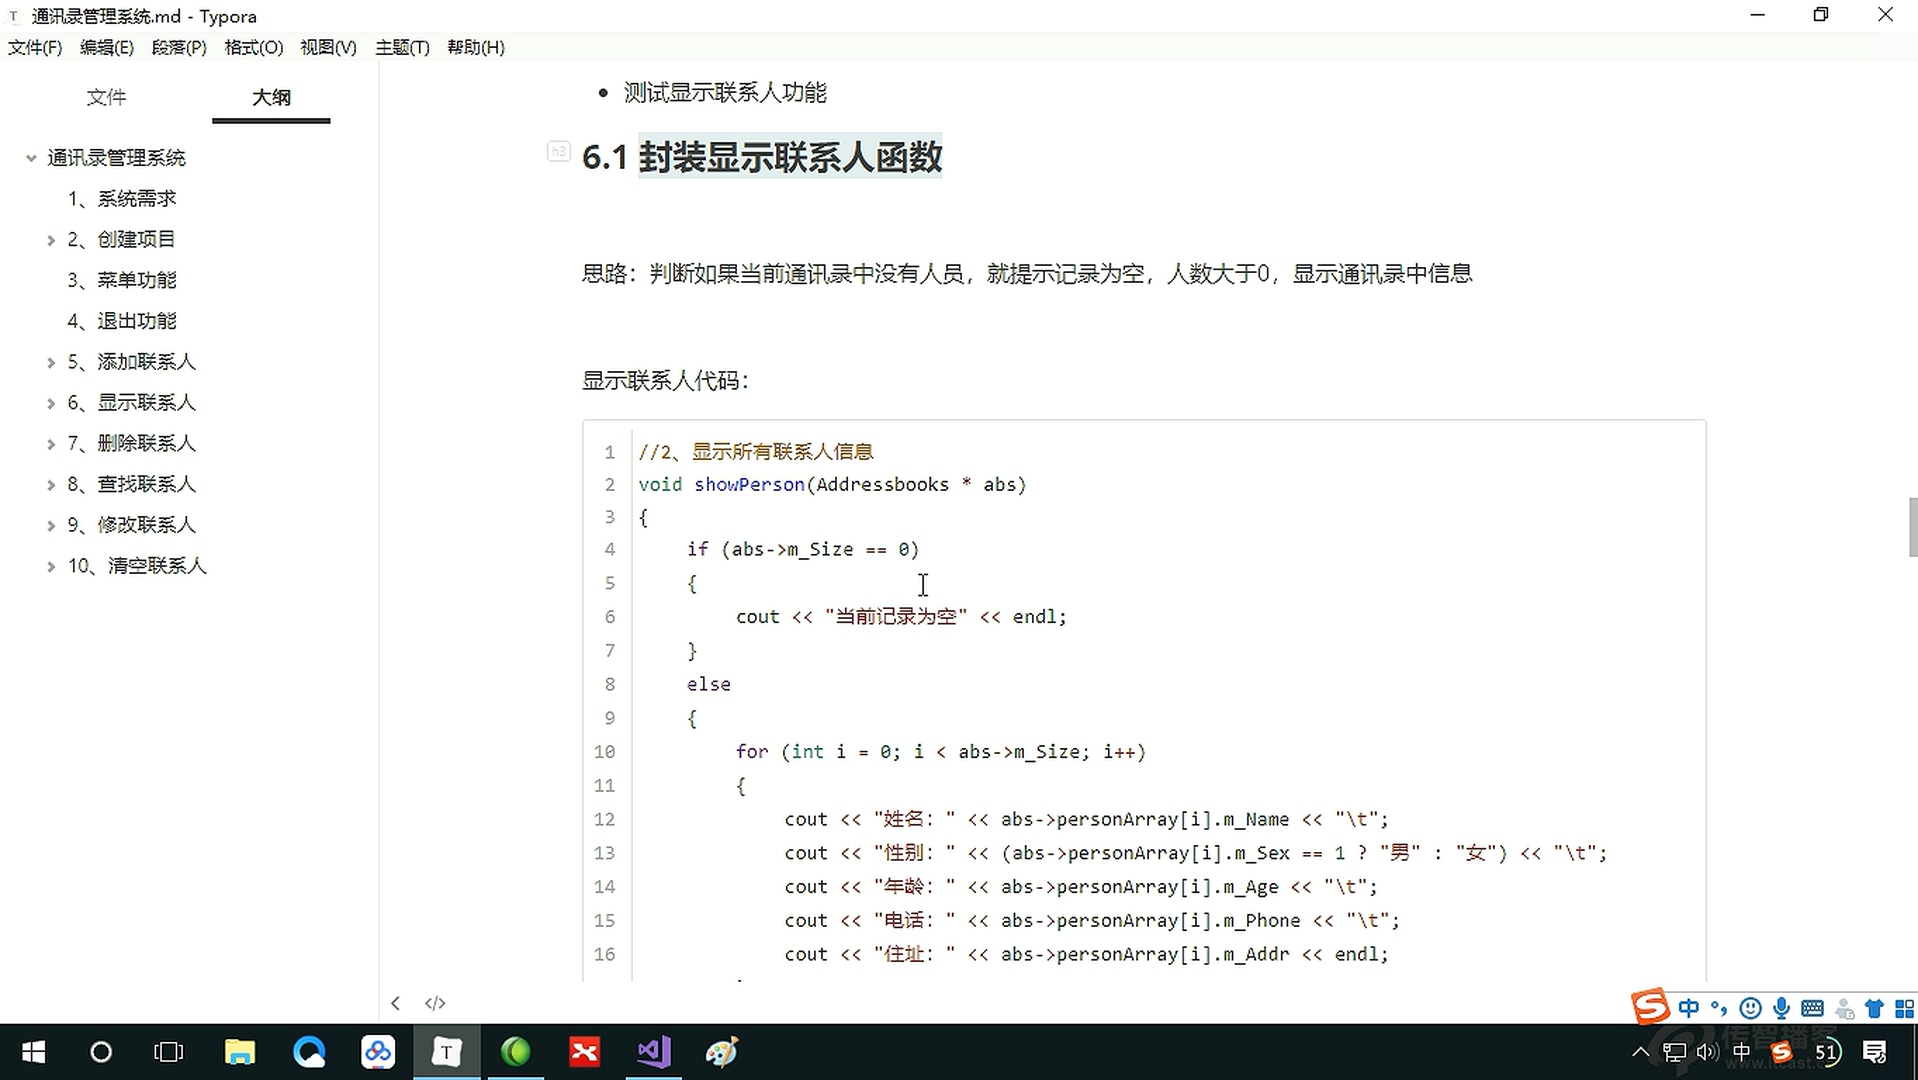 通讯录管理系统.md - Typora
文件(F) 编辑(E) 段落(P) 格式(O) 视图(V) 主题(T) 帮助(H)
文件 大纲
通讯录管理系统
1、系统需求
2、创建项目
3、菜单功能
4、退出功能
5、添加联系人
6、显示联系人
7、删除联系人
8、查找联系人
9、修改联系人
10、清空联系人
测试显示联系人功能
h3 6.1 封装显示联系人函数
思路：判断如果当前通讯录中没有人员，就提示记录为空，人数大于0，显示通讯录中信息
显示联系人代码：
1 //2、显示所有联系人信息
2 void showPerson(Addressbooks * abs)
3 {
4 if (abs->m_Size == 0)
5 {
6 cout << "当前记录为空" << endl;
7 }
8 else
9 {
10 for (int i = 0; i < abs->m_Size; i++)
11 {
12 cout << "姓名：" << abs->personArray[i].m_Name << "\t";
13 cout << "性别：" << (abs->personArray[i].m_Sex == 1 ? "男" : "女") << "\t";
14 cout << "年龄：" << abs->personArray[i].m_Age << "\t";
15 cout << "电话：" << abs->personArray[i].m_Phone << "\t";
16 cout << "住址：" << abs->personArray[i].m_Addr << endl;
</>
中
传智播客
中 51
www.itcast.c